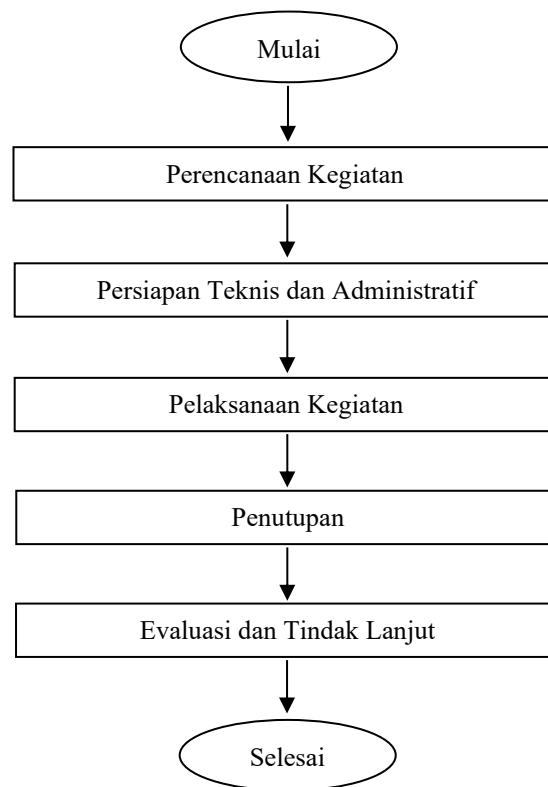 Mulai
Perencanaan Kegiatan
Persiapan Teknis dan Administratif
Pelaksanaan Kegiatan
Penutupan
Evaluasi dan Tindak Lanjut
Selesai